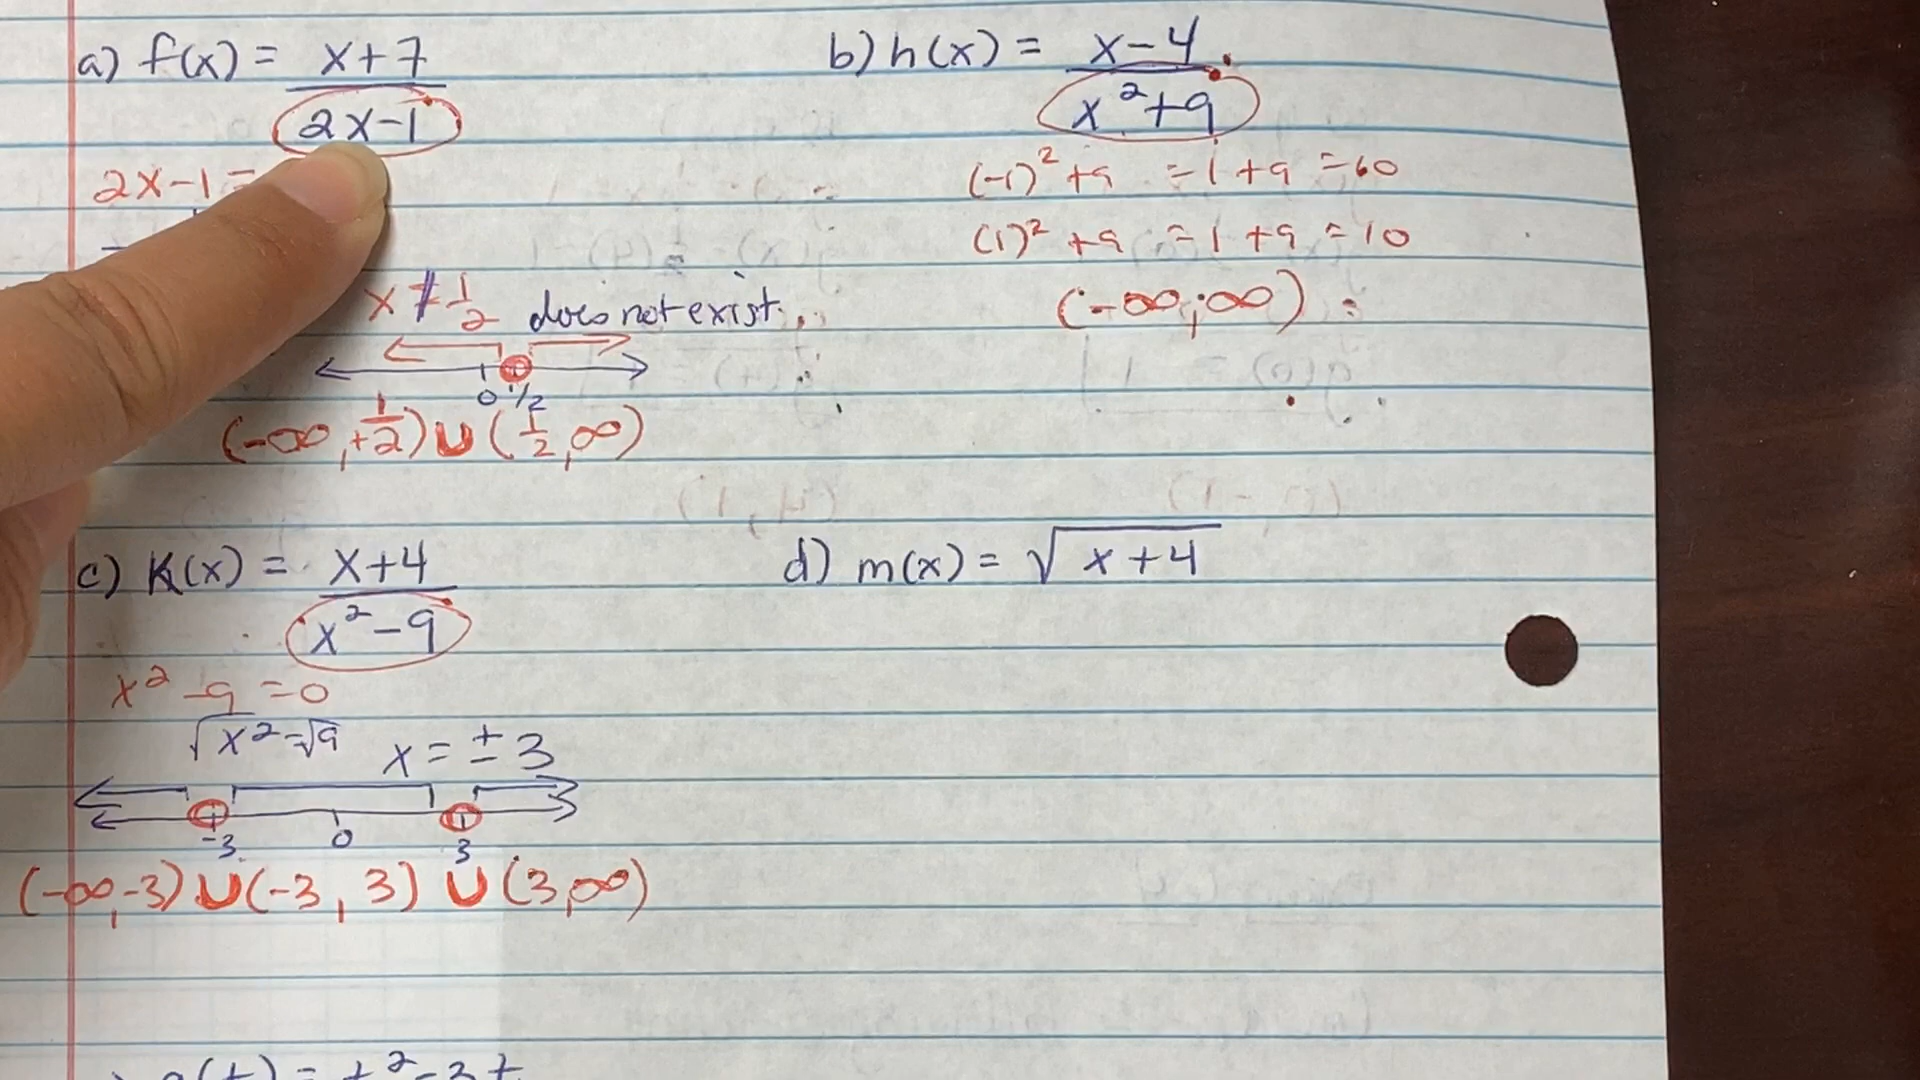 a) f(x) = x+7
2x-1
2x-1=
x ≠ 1/2 does not exist.
0 1/2
(-∞, +1/2) ∪ (1/2, ∞)
b) h(x) = x-4
x²+9
(-1)² +9 =1+9 =10
(1)² +9 =1+9 =10
(-∞, ∞)
c) K(x) = x+4
x²-9
x² -9 =0
√x² = √9 x = ±3
-3 0 3
(-∞,-3) ∪ (-3, 3) ∪ (3,∞)
d) m(x) = √x+4